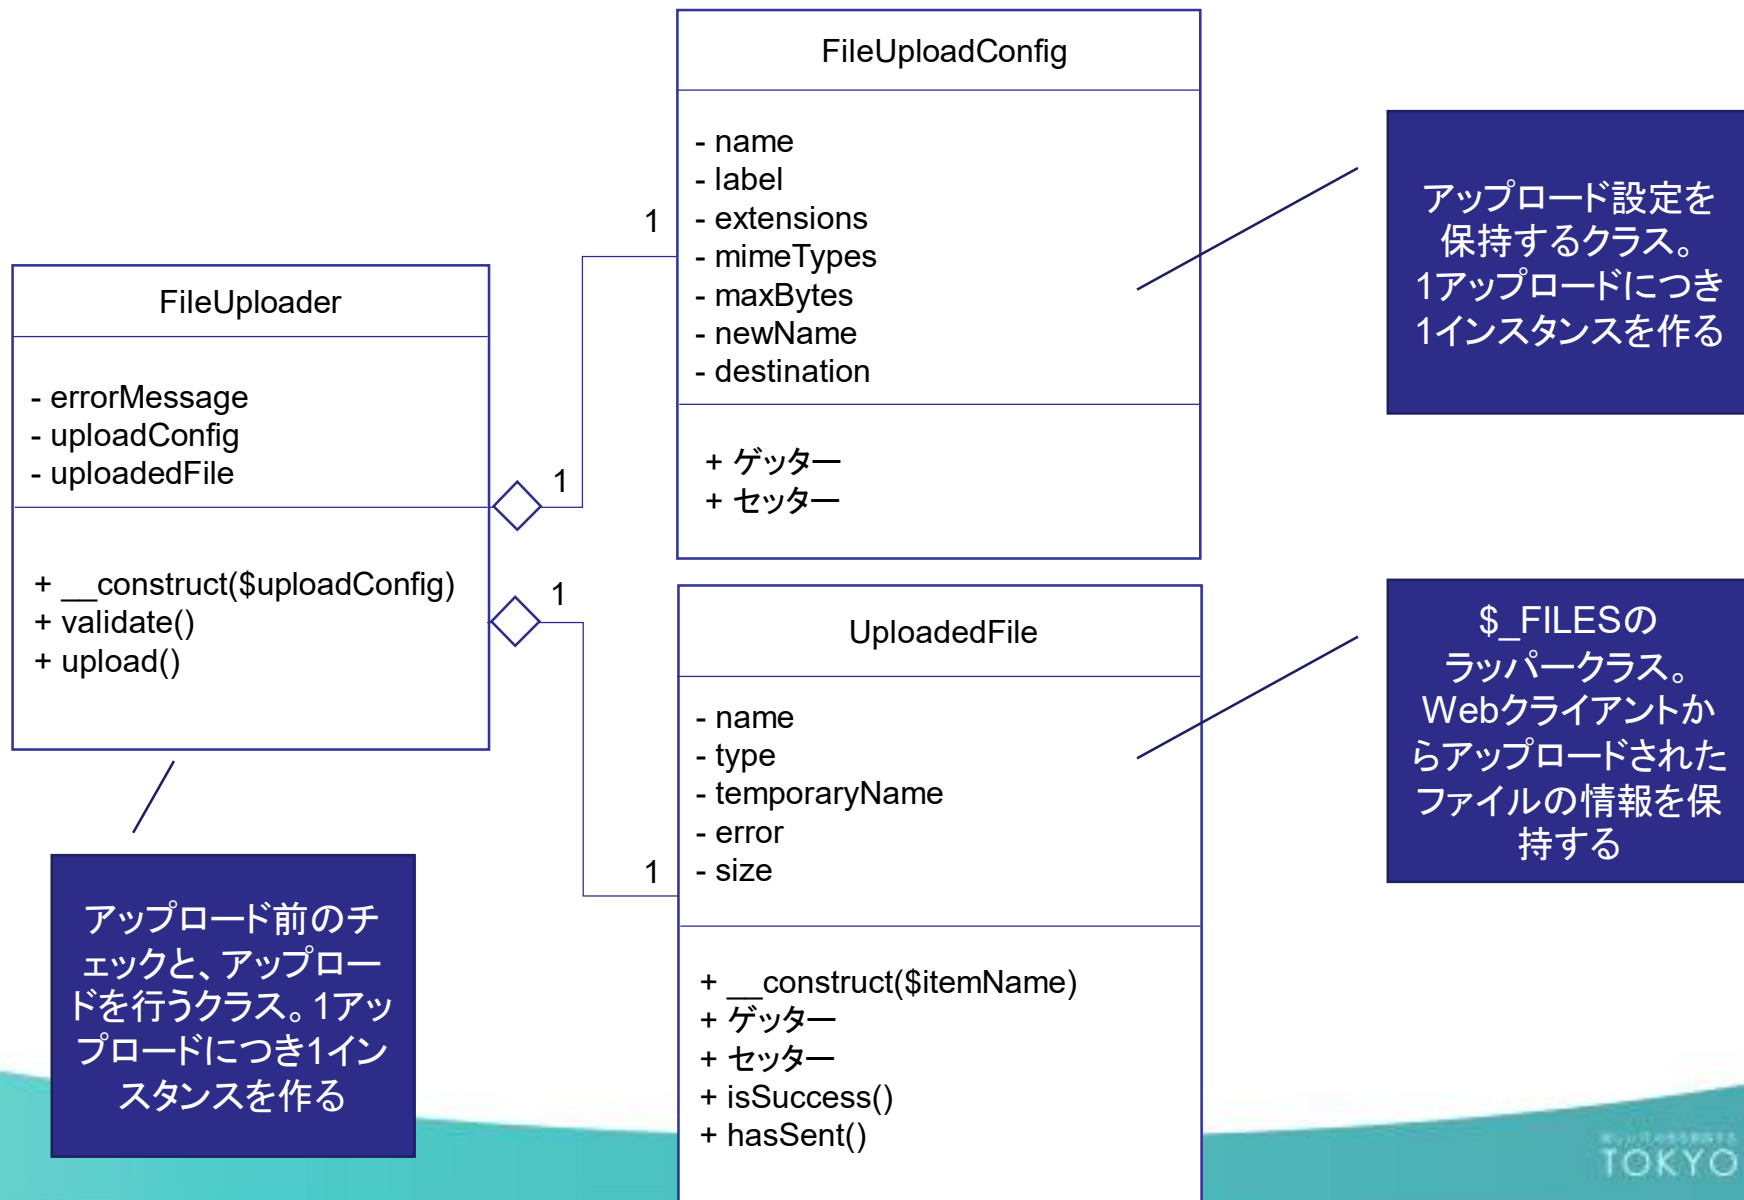 FileUploadConfig
- name
- label
- extensions
- mimeTypes
- maxBytes
- newName
- destination
+ ゲッター
+ セッター
1
1
アップロード設定を
保持するクラス。
1アップロードにつき
1インスタンスを作る
FileUploader
- errorMessage
- uploadConfig
- uploadedFile
+ __construct($uploadConfig)
+ validate()
+ upload()
1
1
UploadedFile
- name
- type
- temporaryName
- error
- size
+ __construct($itemName)
+ ゲッター
+ セッター
+ isSuccess()
+ hasSent()
$_FILESの
ラッパークラス。
Webクライアントか
らアップロードされた
ファイルの情報を保
持する
アップロード前のチ
ェックと、アップロー
ドを行うクラス。1アッ
プロードにつき1イン
スタンスを作る
TOKYO